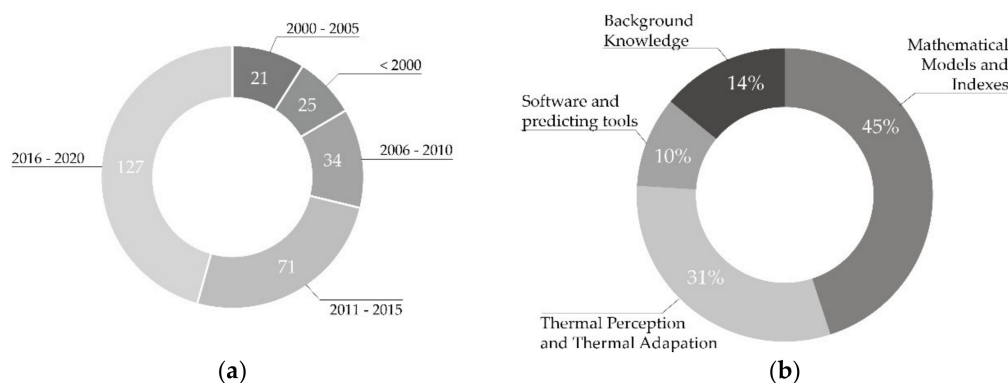 2000 - 2005
21
< 2000
25
2006 - 2010
34
2016 - 2020
127
71
2011 - 2015
(a)
Background
Knowledge
14%
Mathematical
Models and
Indexes
45%
Software and
predicting tools
10%
31%
Thermal Perception
and Thermal Adapation
(b)